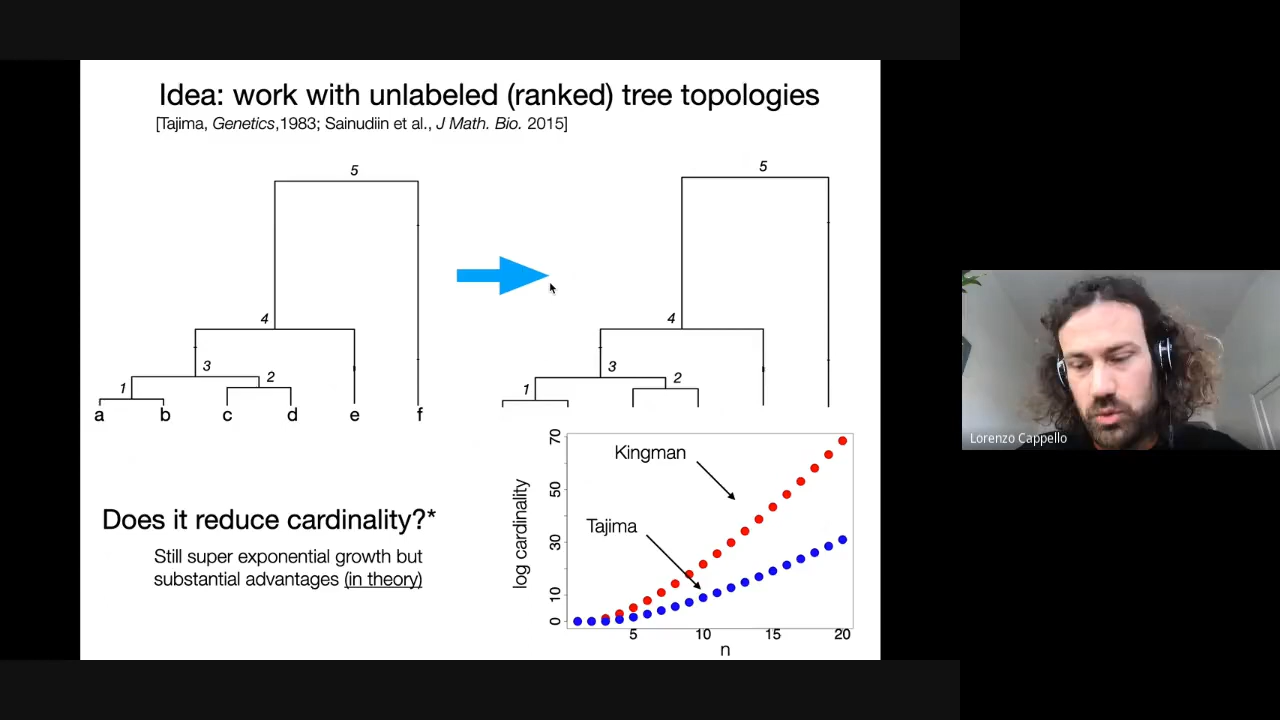 Idea: work with unlabeled (ranked) tree topologies
[Tajima, Genetics,1983; Sainudiin et al., J Math. Bio. 2015]
5
4
3
2
1
a b c d e f
5
4
3
2
1
Does it reduce cardinality?*
Still super exponential growth but
substantial advantages (in theory)
log cardinality
70
50
30
10
0
Kingman
Tajima
5 10 15 20
n
Lorenzo Cappello